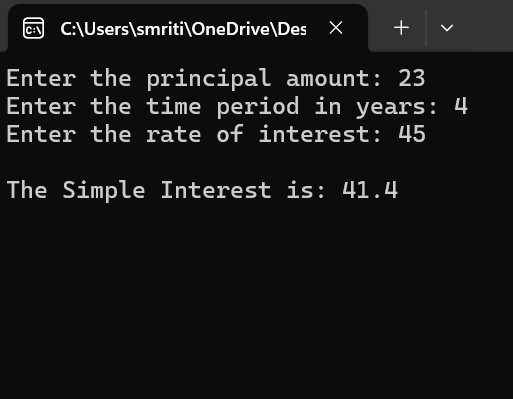 C:\Users\smriti\OneDrive\Des
Enter the principal amount: 23
Enter the time period in years: 4
Enter the rate of interest: 45
The Simple Interest is: 41.4